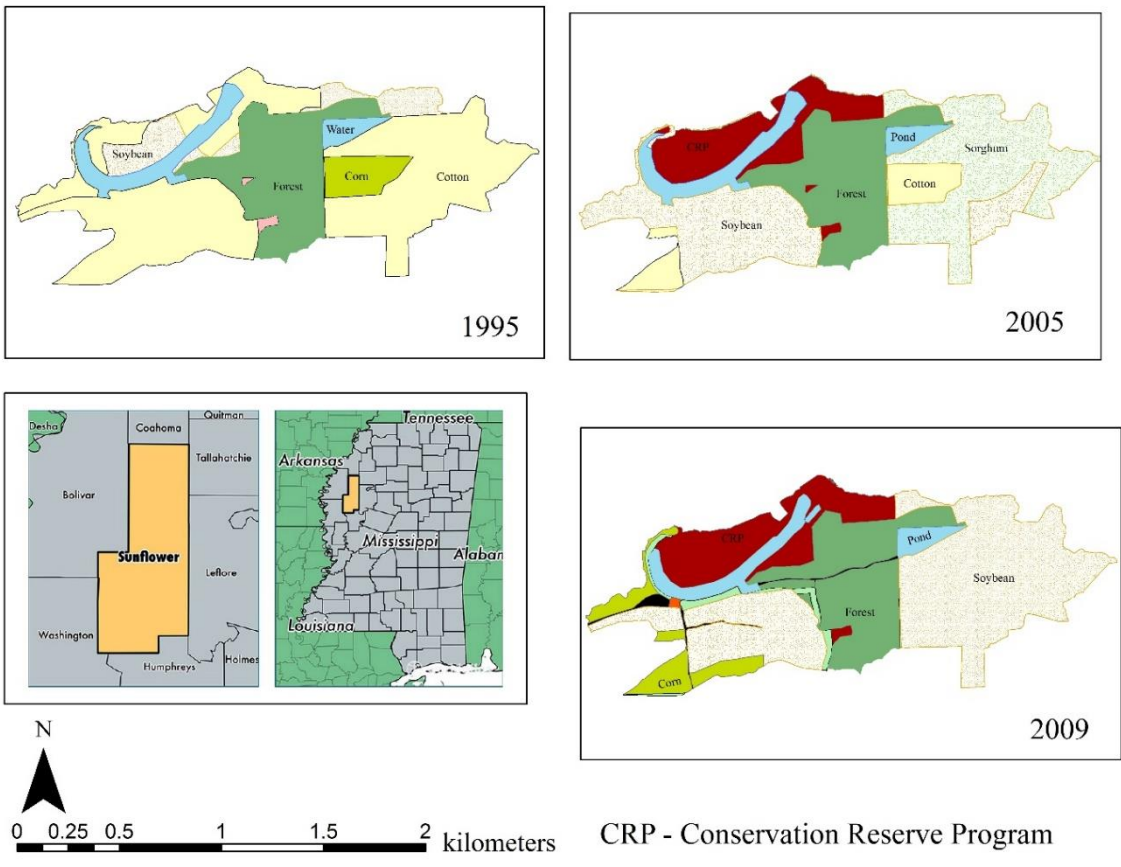 Water
Soybean
Corn
Cotton
Forest
1995
CRP
Pond
Sorghum
Cotton
Forest
Soybean
2005
Desha
Coahoma
Quitman
Tallahatchie
Bolivar
Sunflower
Leflore
Washington
Humphreys
Holmes
Tennessee
Arkansas
Mississippi
Alabam
Louisiana
CRP
Pond
Soybean
Forest
Corn
2009
N
0 0.25 0.5 1 1.5 2 kilometers
CRP - Conservation Reserve Program